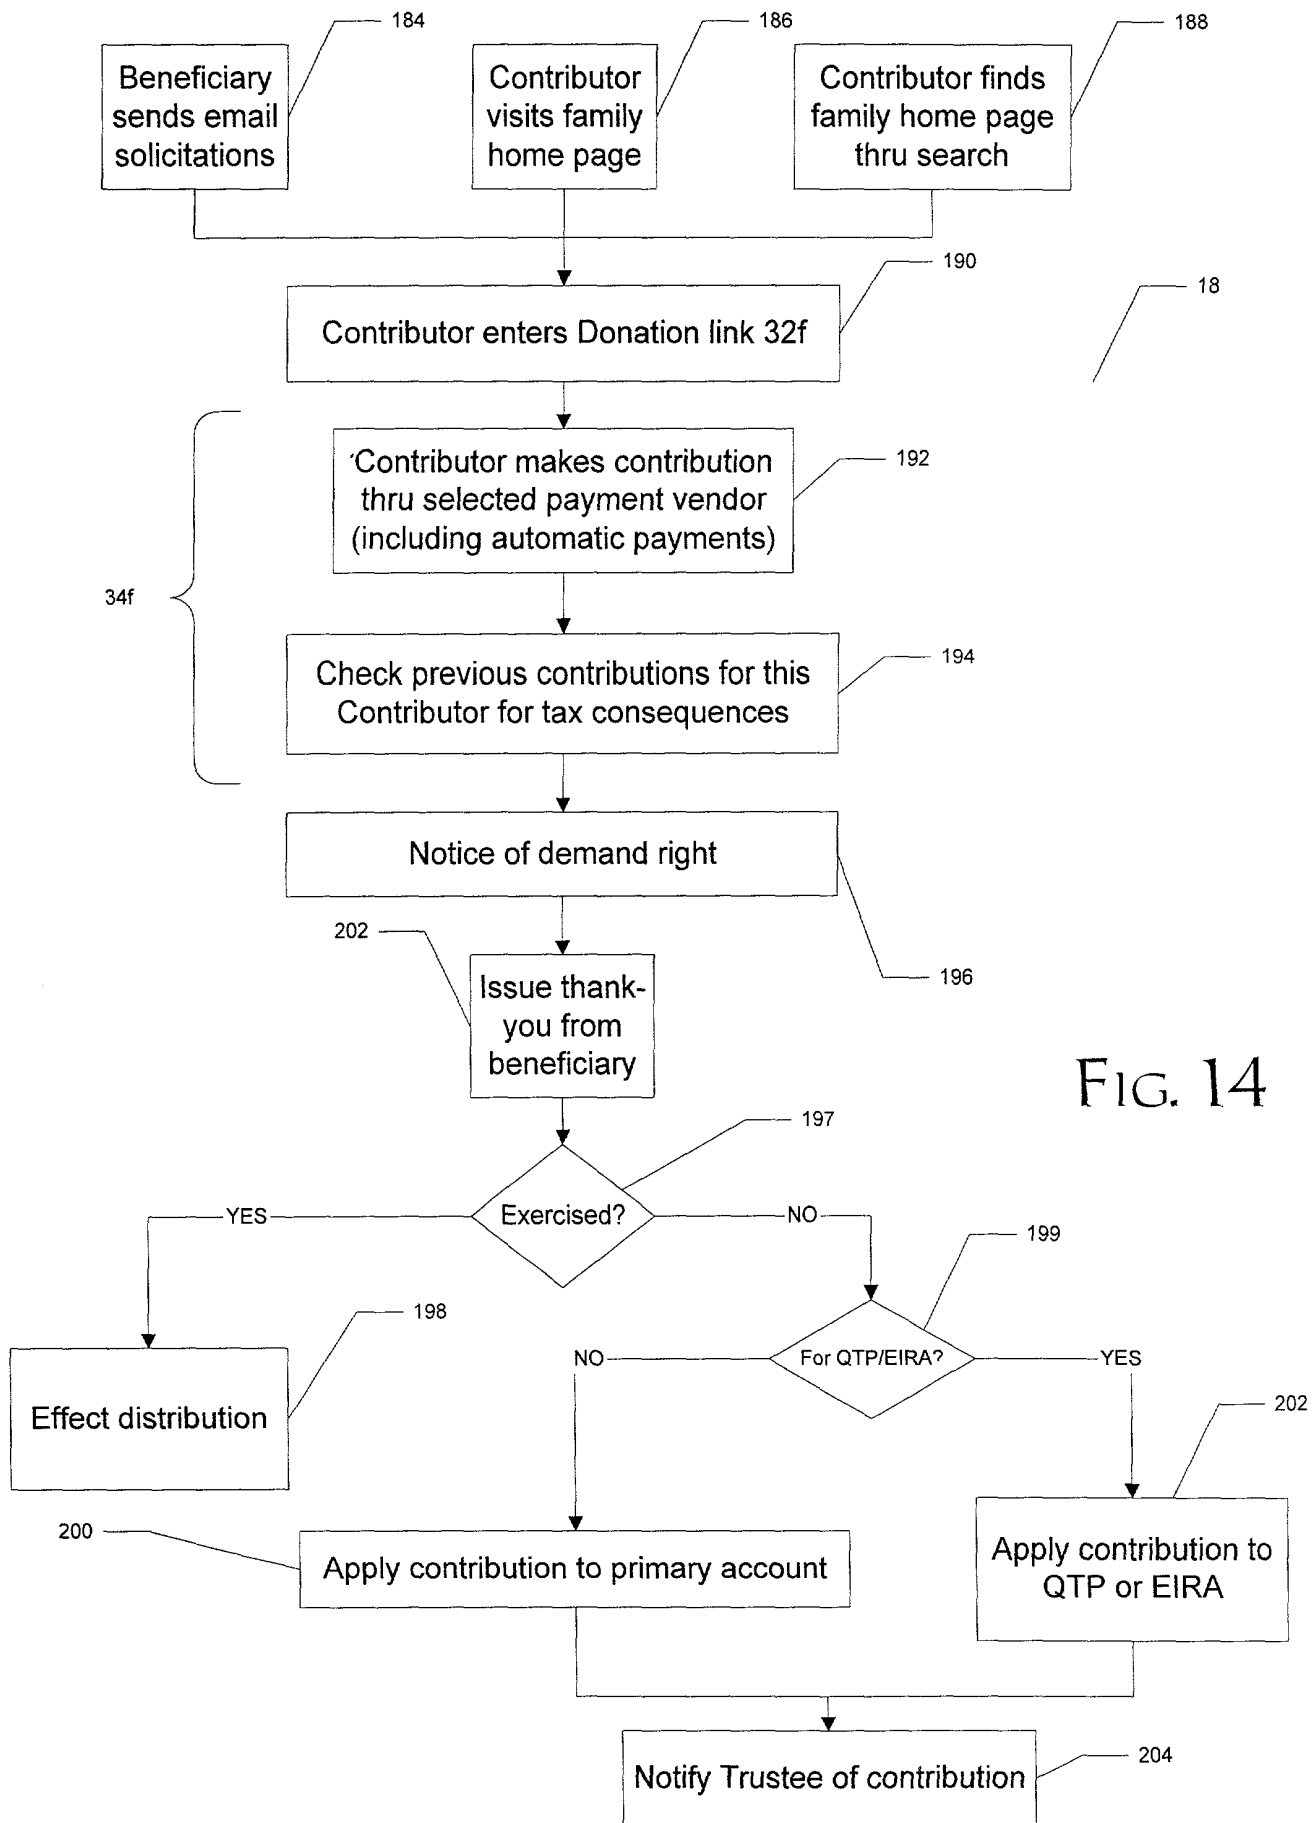 184
186
188
Beneficiary
sends email
solicitations
Contributor
visits family
home page
Contributor finds
family home page
thru search
190
18
Contributor enters Donation link 32f
192
Contributor makes contribution
thru selected payment vendor
(including automatic payments)
34f
194
Check previous contributions for this
Contributor for tax consequences
Notice of demand right
202
196
Issue thank-
you from
beneficiary
FIG. 14
197
YES
Exercised?
NO
199
198
NO
For QTP/EIRA?
YES
Effect distribution
202
200
Apply contribution to primary account
Apply contribution to
QTP or EIRA
204
Notify Trustee of contribution